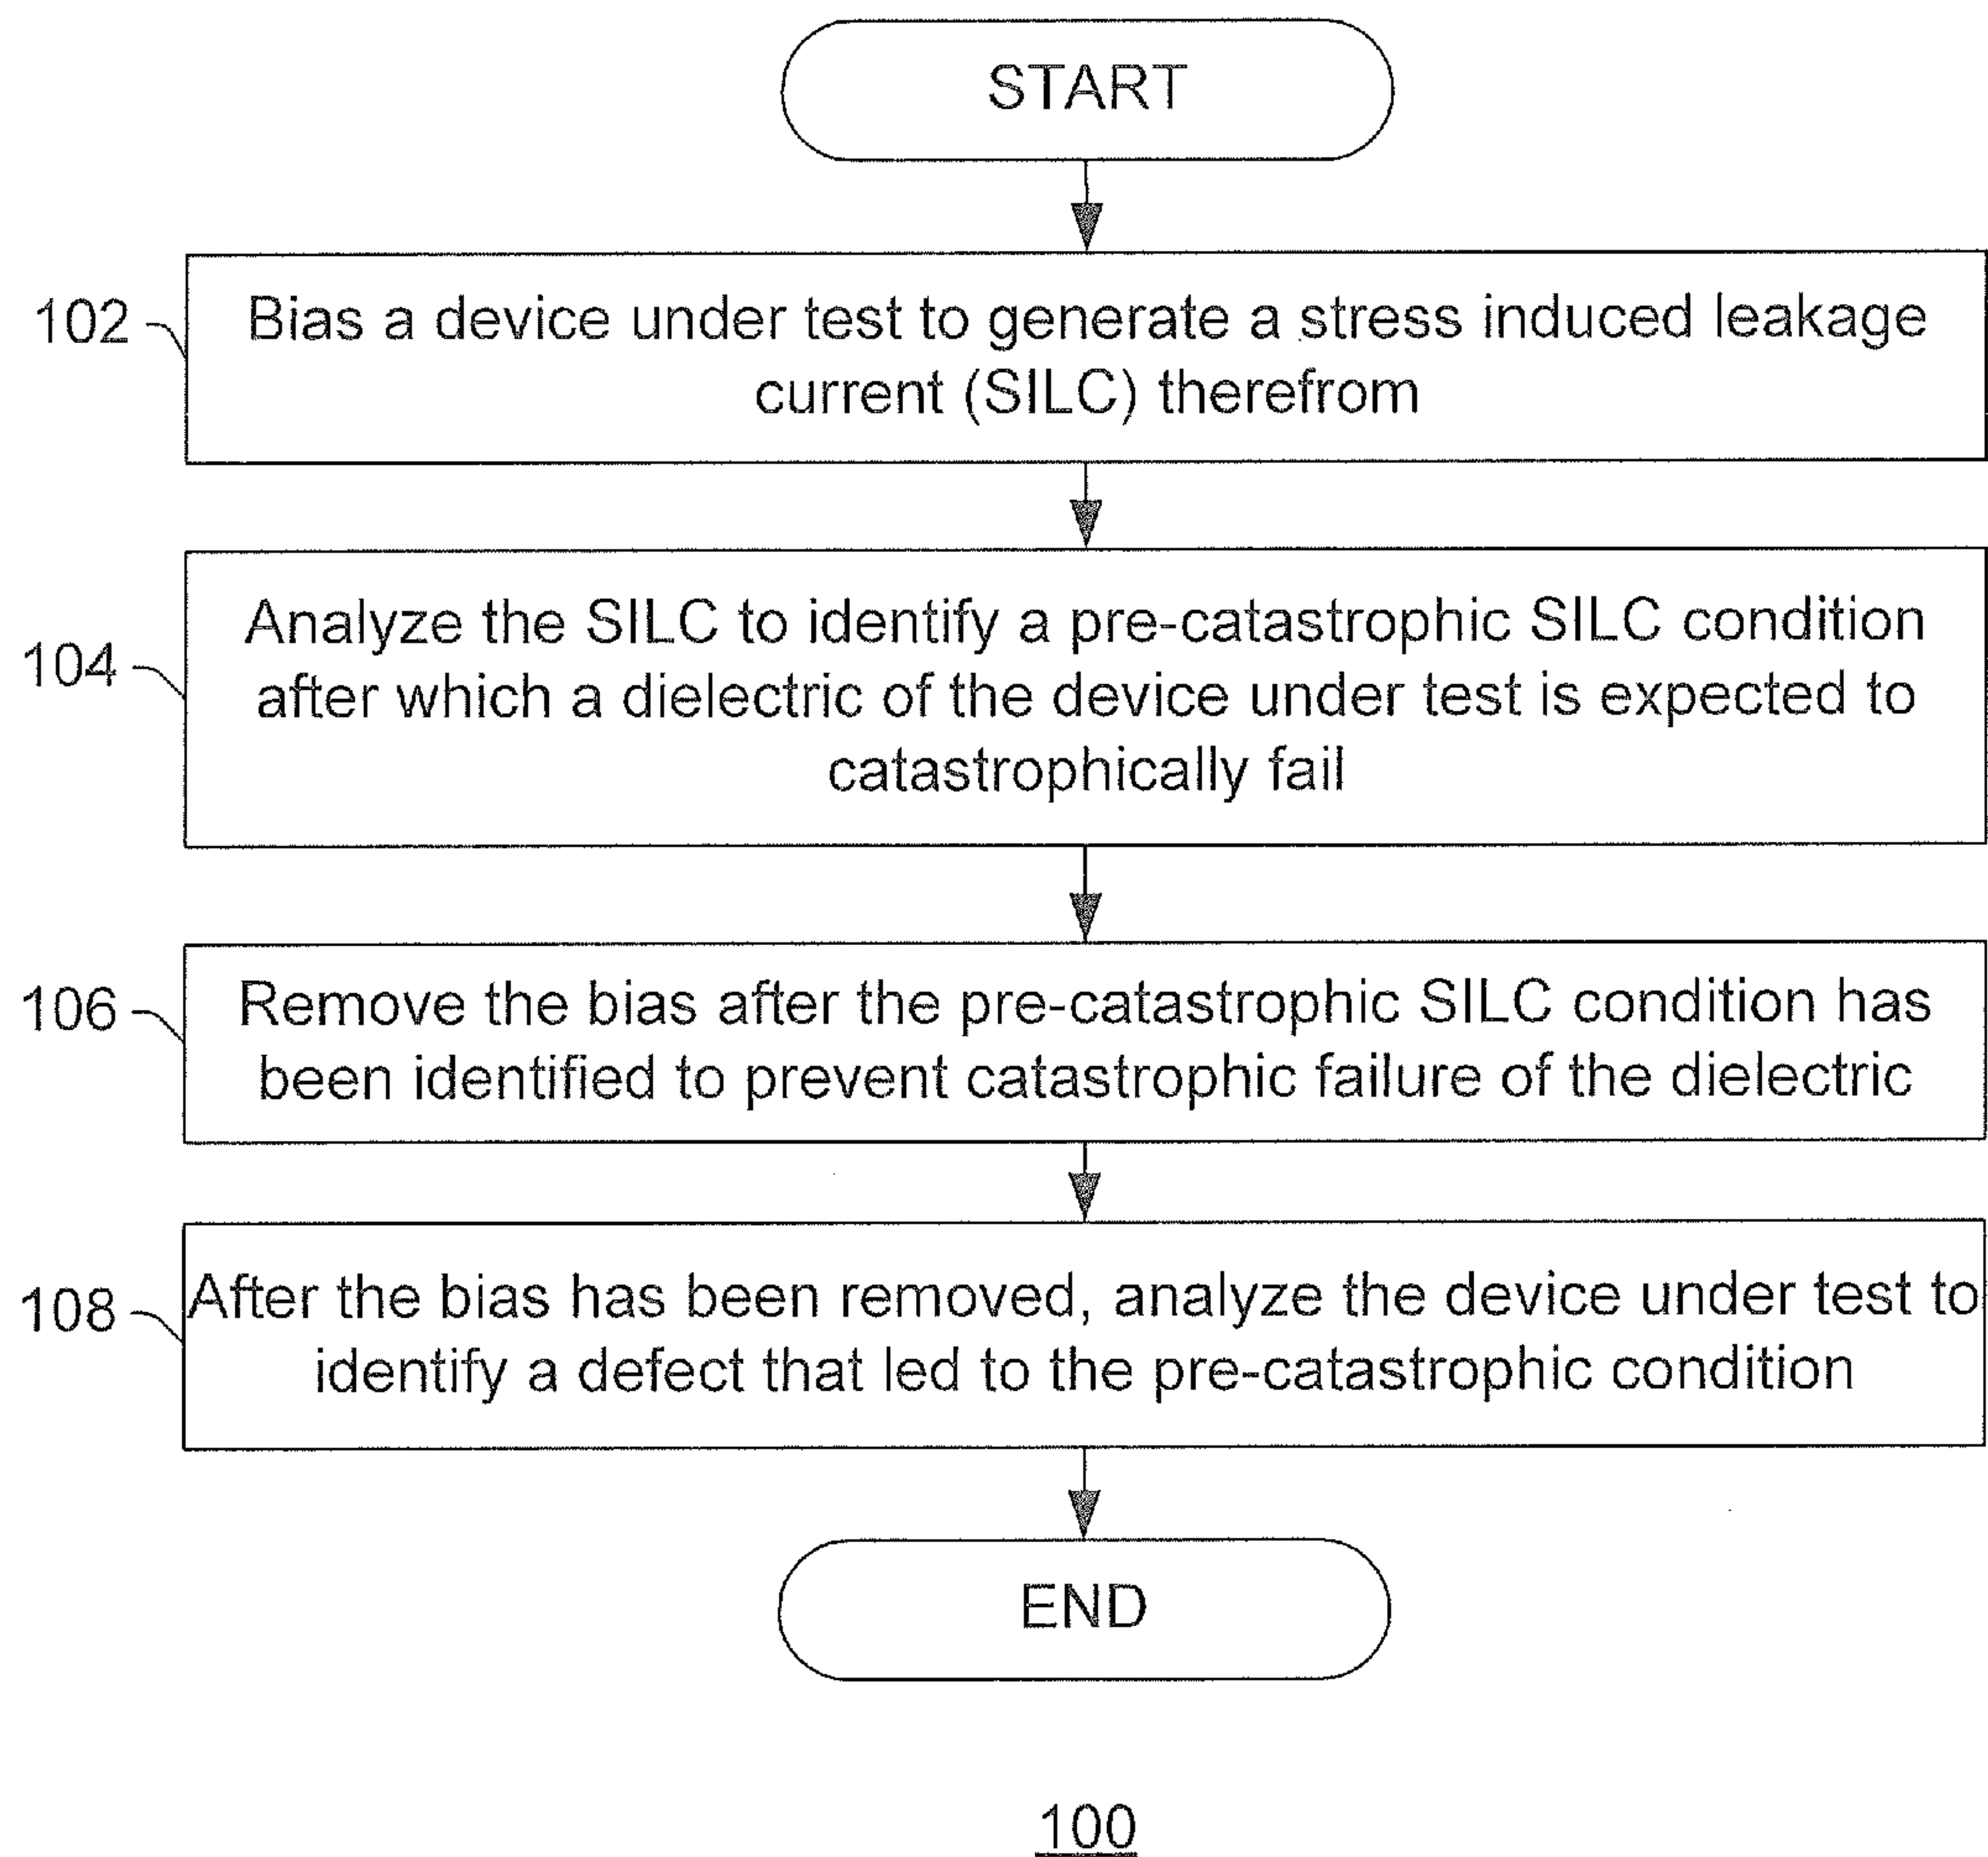 START
102
Bias a device under test to generate a stress induced leakage
current (SILC) therefrom
104
Analyze the SILC to identify a pre-catastrophic SILC condition
after which a dielectric of the device under test is expected to
catastrophically fail
106
Remove the bias after the pre-catastrophic SILC condition has
been identified to prevent catastrophic failure of the dielectric
108
After the bias has been removed, analyze the device under test to
identify a defect that led to the pre-catastrophic condition
END
100